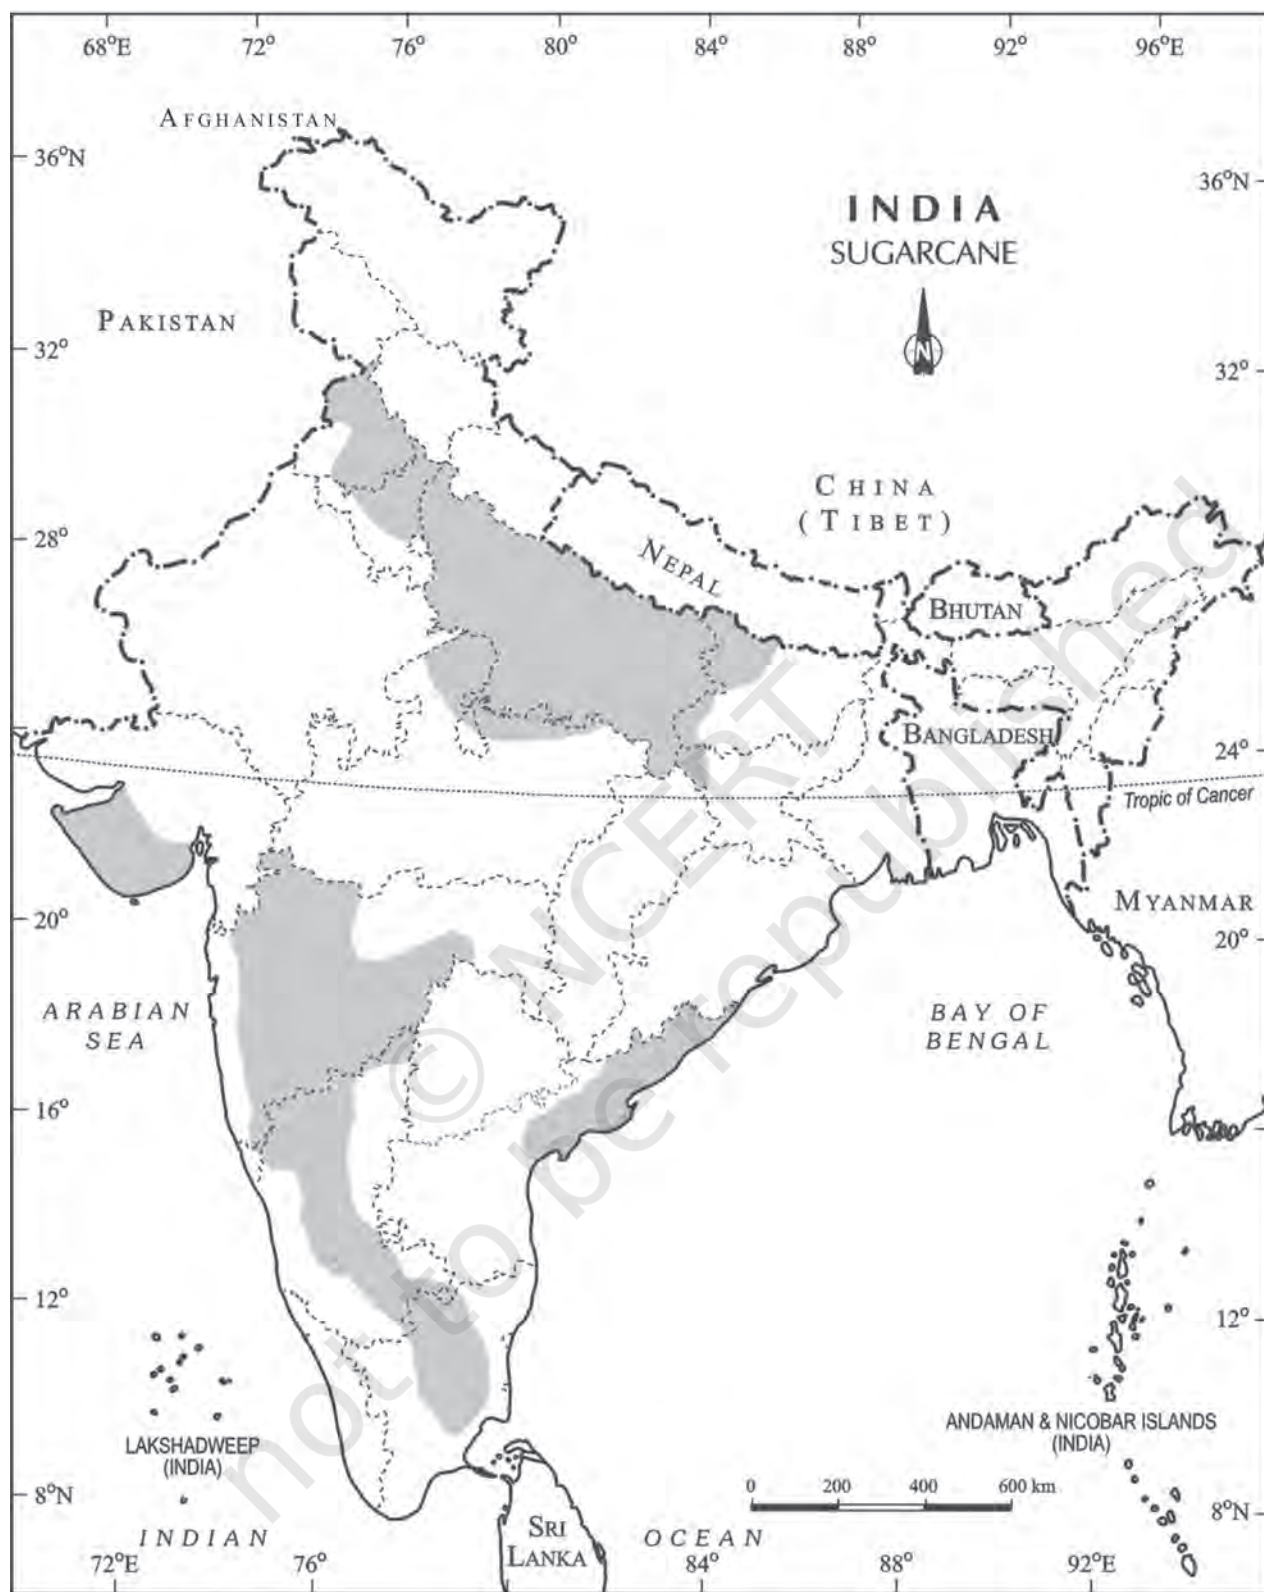 68°E 72° 76° 80° 84° 88° 92° 96°E
AFGHANISTAN
36°N
36°N
INDIA
SUGARCANE
N
PAKISTAN
32°
32°
CHINA
(TIBET)
28°
NEPAL
BHUTAN
BANGLADESH
24°
Tropic of Cancer
MYANMAR
20°
20°
ARABIAN
SEA
BAY OF
BENGAL
16°
12°
12°
LAKSHADWEEP
(INDIA)
ANDAMAN & NICOBAR ISLANDS
(INDIA)
0 200 400 600 km
8°N
8°N
INDIAN
SRI
LANKA
OCEAN
72°E 76° 84° 88° 92°E
© NCERT
not to be republished